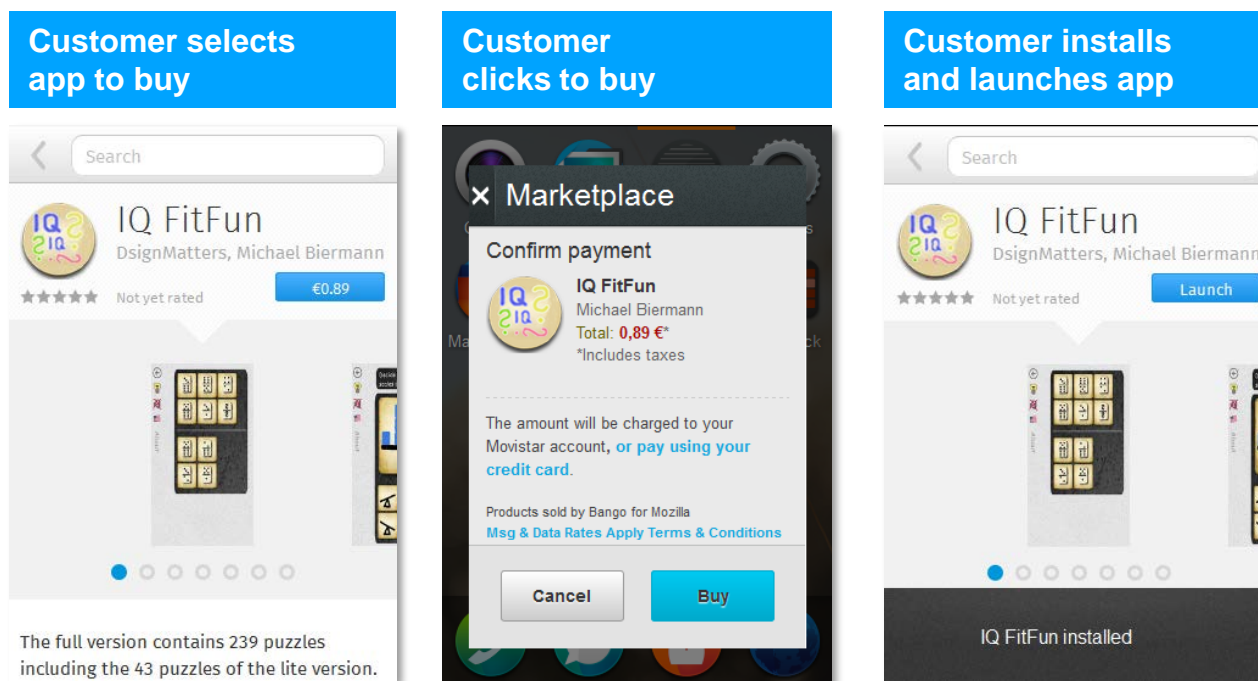 Customer selects
app to buy
Search
IQ FitFun
DsignMatters, Michael Biermann
Not yet rated
€0.89
The full version contains 239 puzzles
including the 43 puzzles of the lite version.
Customer
clicks to buy
Marketplace
Confirm payment
IQ FitFun
Michael Biermann
Total: 0,89 €*
*Includes taxes
The amount will be charged to your
Movistar account, or pay using your
credit card.
Products sold by Bango for Mozilla
Msg & Data Rates Apply Terms & Conditions
Cancel
Buy
Customer installs
and launches app
Search
IQ FitFun
DsignMatters, Michael Biermann
Not yet rated
Launch
IQ FitFun installed